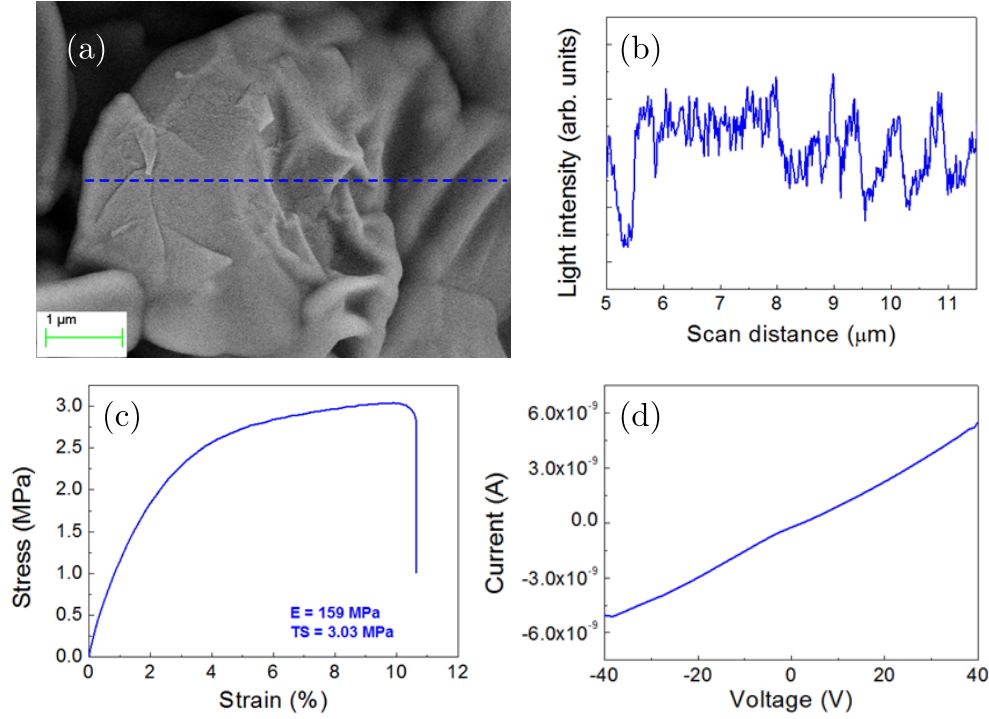 (a)
1 µm
(b)
Light intensity (arb. units)
5 6 7 8 9 10 11
Scan distance (µm)
(c)
Stress (MPa)
3.0
2.5
2.0
1.5
1.0
0.5
0.0
E = 159 MPa
TS = 3.03 MPa
0 2 4 6 8 10 12
Strain (%)
(d)
Current (A)
6.0x10⁻⁹
3.0x10⁻⁹
0.0
-3.0x10⁻⁹
-6.0x10⁻⁹
-40 -20 0 20 40
Voltage (V)